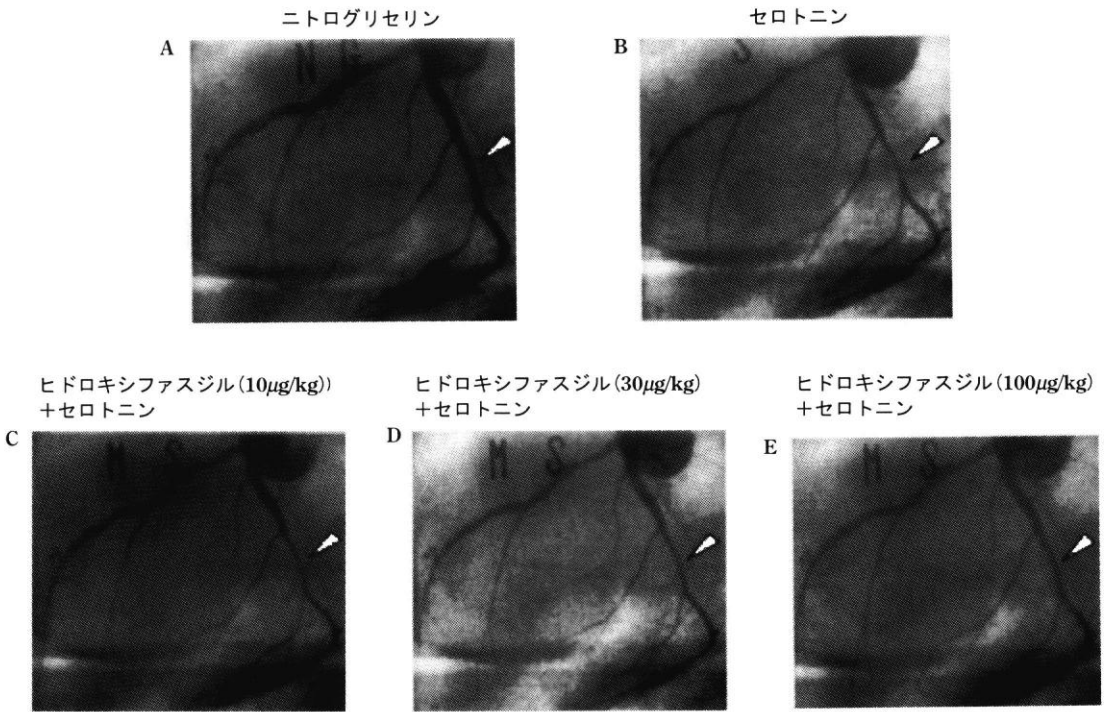 ニトログリセリン
A
N G
セロトニン
B
S
ヒドロキシファスジル(10μg/kg))
+セロトニン
C
M S
ヒドロキシファスジル(30μg/kg)
+セロトニン
D
M S
ヒドロキシファスジル(100μg/kg)
+セロトニン
E
M S